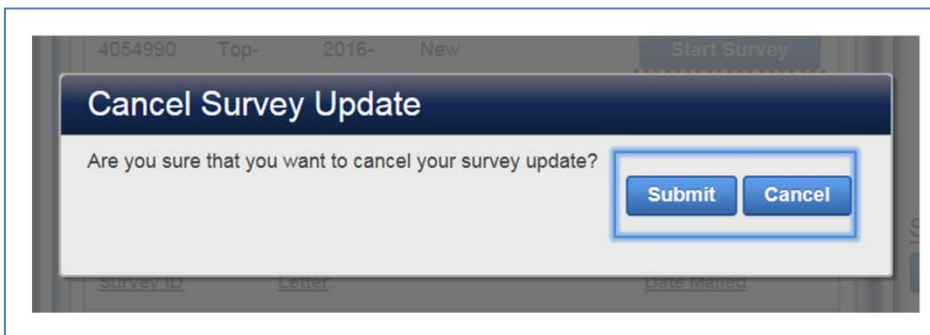 4054990 Top- 2016- New Start Survey
Cancel Survey Update
Are you sure that you want to cancel your survey update?
Submit Cancel
Survey ID Letter Date Mailed
S